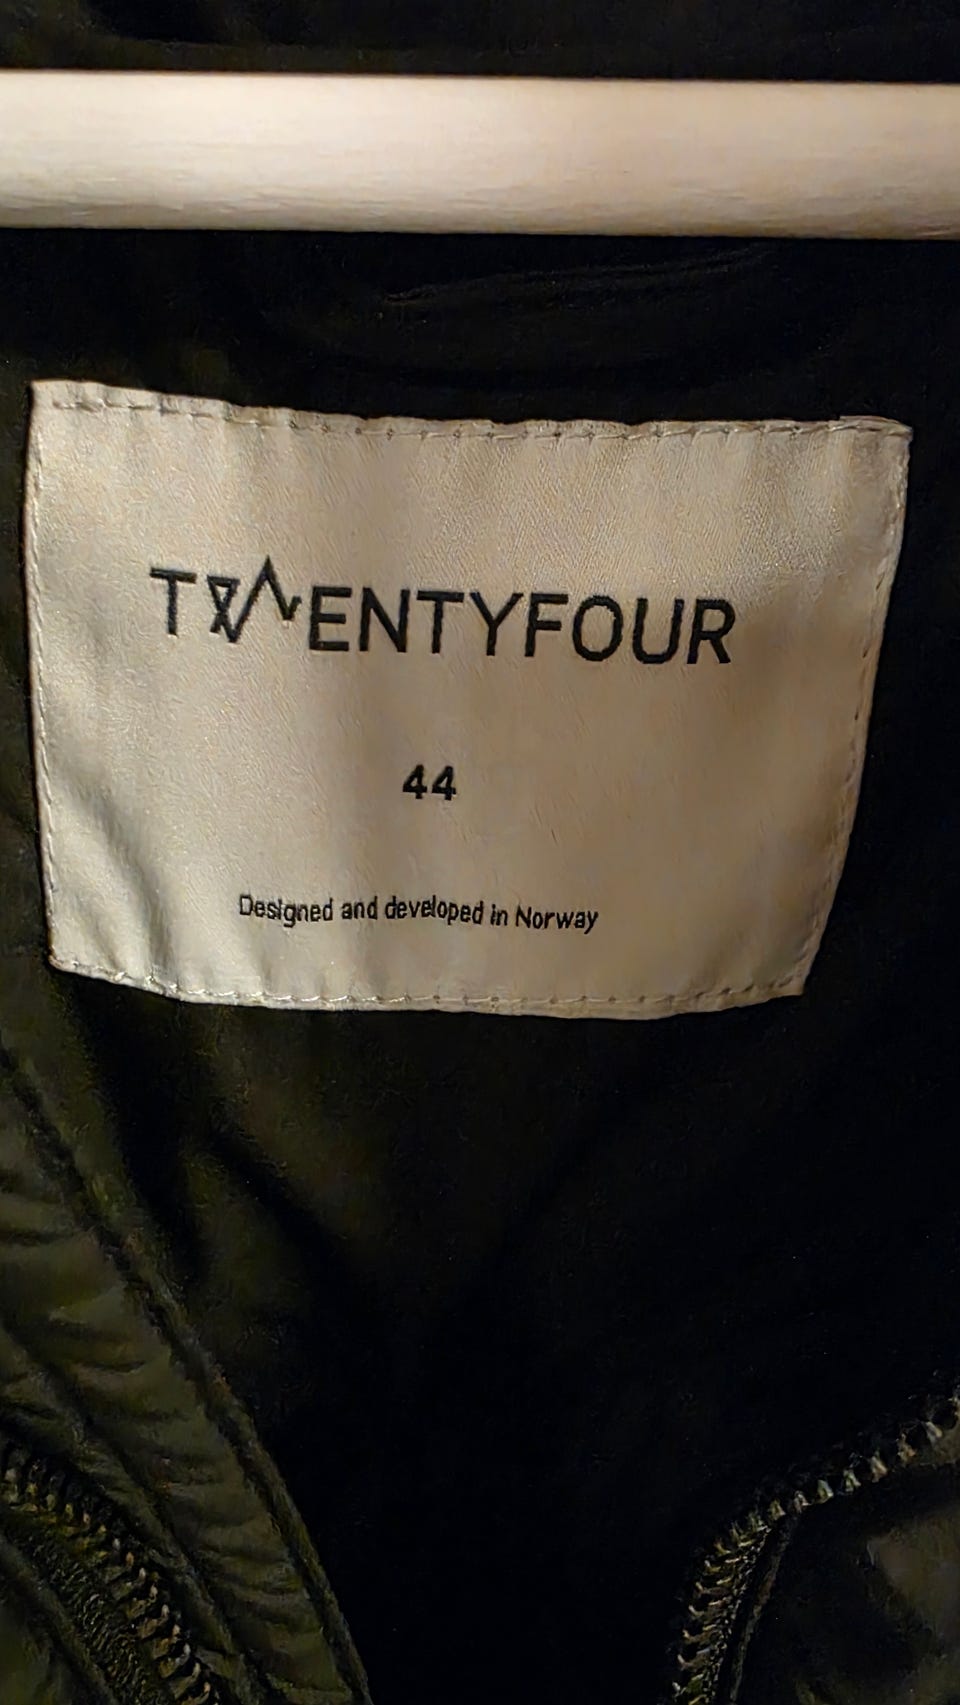 TWENTYFOUR
44
Designed and developed in Norway